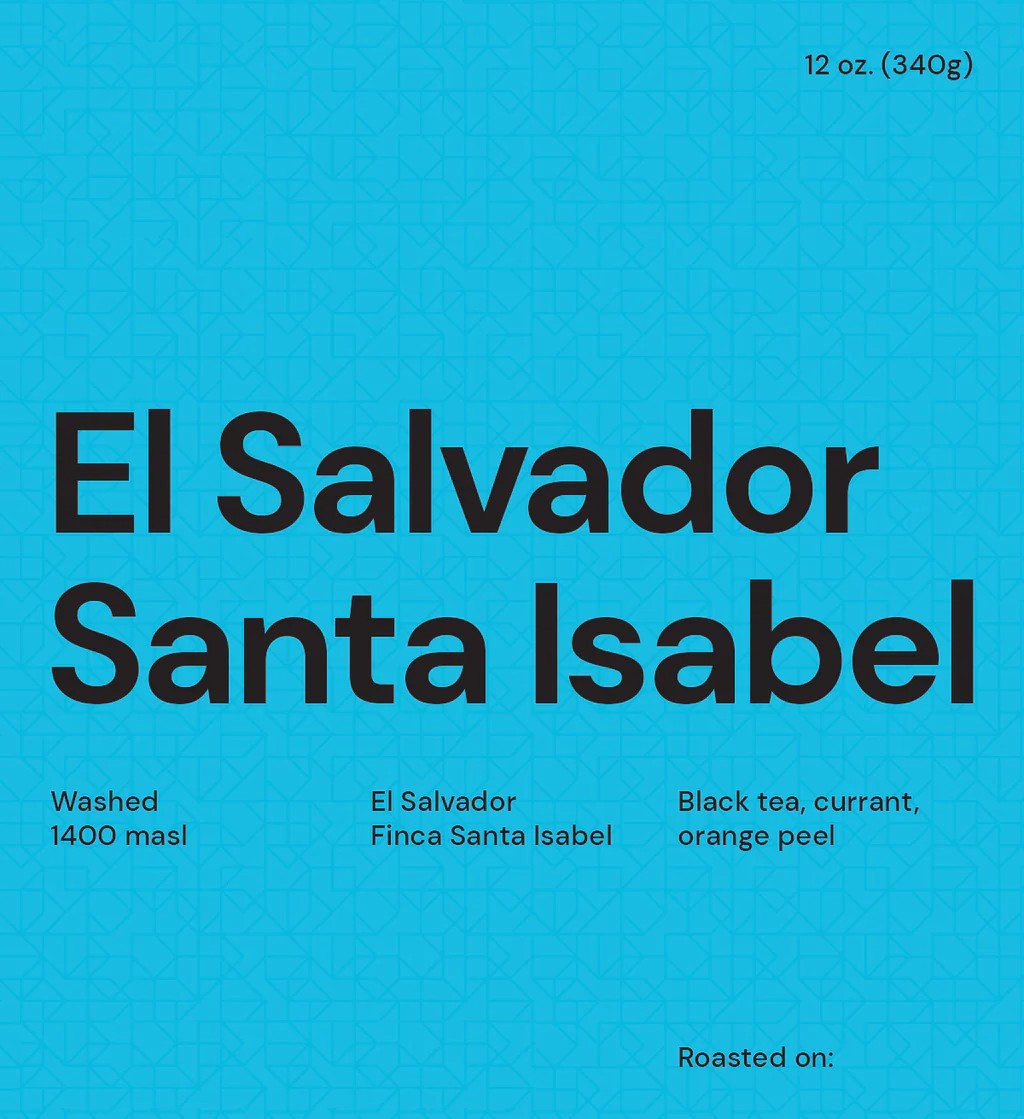 12 oz. (340g)
El Salvador
Santa Isabel
Washed
1400 masl
El Salvador
Finca Santa Isabel
Black tea, currant,
orange peel
Roasted on: